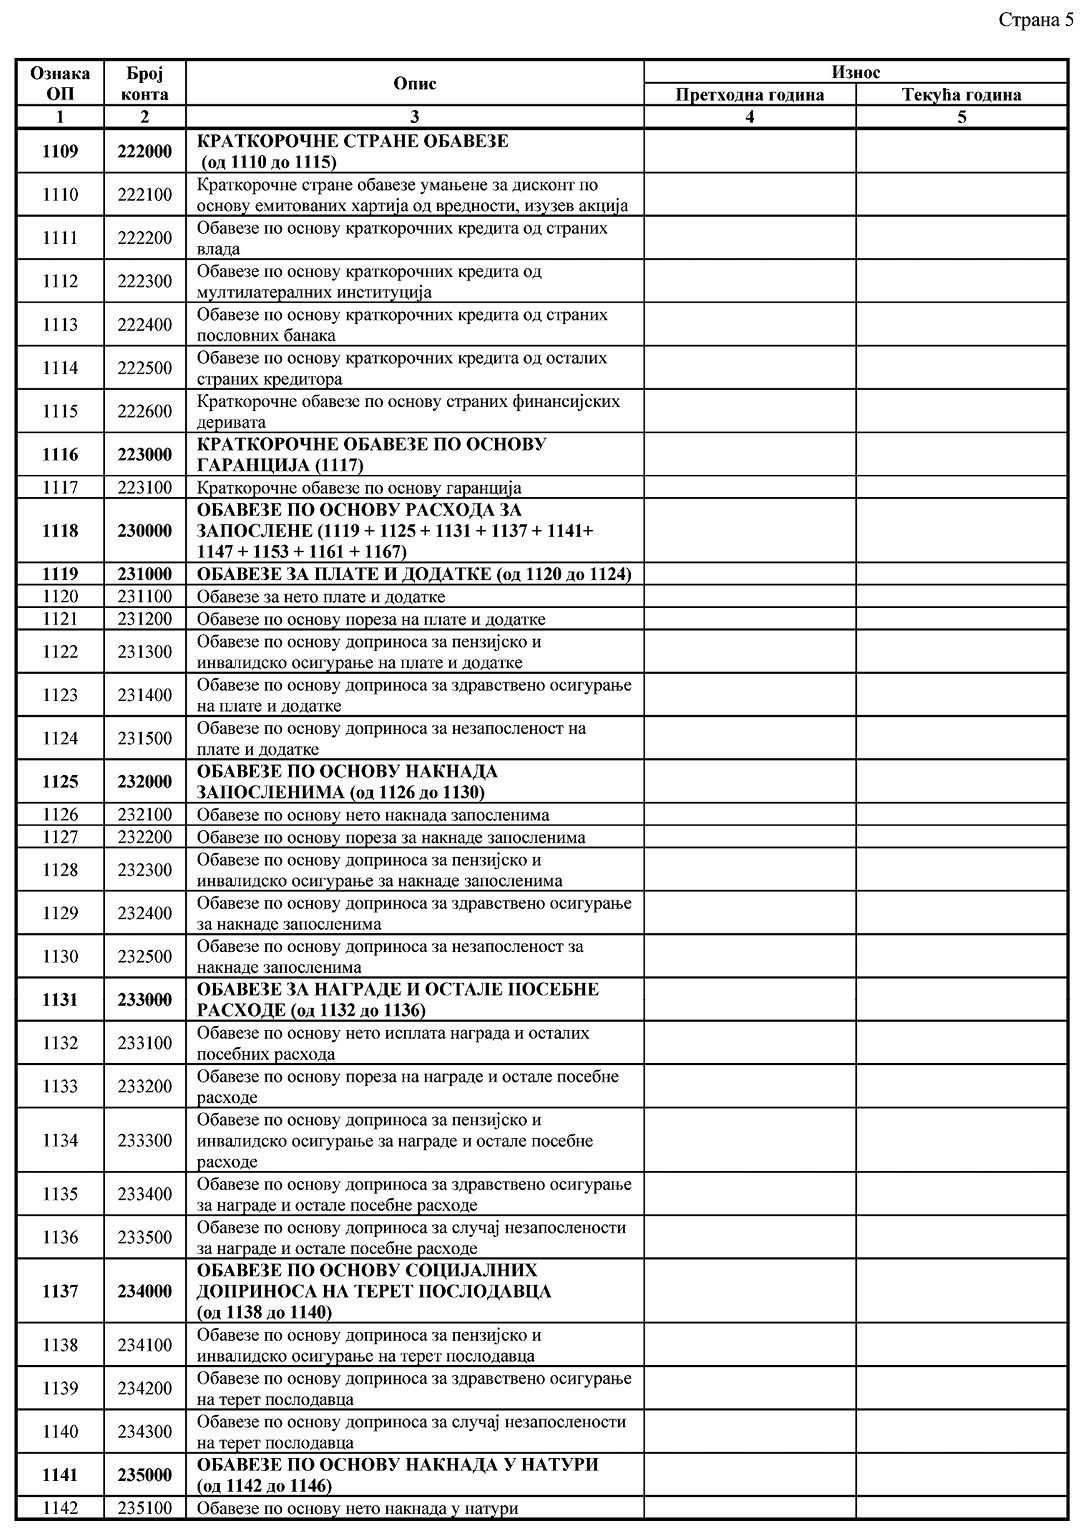 Страна 5
Ознака ОП Број конта Опис Износ
Претходна година Текућа година
1 2 3 4 5
1109 222000 КРАТКОРОЧНЕ СТРАНЕ ОБАВЕЗЕ
(од 1110 до 1115)
1110 222100 Краткорочне стране обавезе умањене за дисконт по
основу емитованих хартија од вредности, изузев акција
1111 222200 Обавезе по основу краткорочних кредита од страних
влада
1112 222300 Обавезе по основу краткорочних кредита од
мултилатералних институција
1113 222400 Обавезе по основу краткорочних кредита од страних
пословних банака
1114 222500 Обавезе по основу краткорочних кредита од осталих
страних кредитора
1115 222600 Краткорочне обавезе по основу страних финансијских
деривата
1116 223000 КРАТКОРОЧНЕ ОБАВЕЗЕ ПО ОСНОВУ
ГАРАНЦИЈА (1117)
1117 223100 Краткорочне обавезе по основу гаранција
1118 230000 ОБАВЕЗЕ ПО ОСНОВУ РАСХОДА ЗА
ЗАПОСЛЕНЕ (1119 + 1125 + 1131 + 1137 + 1141+
1147 + 1153 + 1161 + 1167)
1119 231000 ОБАВЕЗЕ ЗА ПЛАТЕ И ДОДАТКЕ (од 1120 до 1124)
1120 231100 Обавезе за нето плате и додатке
1121 231200 Обавезе по основу пореза на плате и додатке
1122 231300 Обавезе по основу доприноса за пензијско и
инвалидско осигурање на плате и додатке
1123 231400 Обавезе по основу доприноса за здравствено осигурање
на плате и додатке
1124 231500 Обавезе по основу доприноса за незапосленост на
плате и додатке
1125 232000 ОБАВЕЗЕ ПО ОСНОВУ НАКНАДА
ЗАПОСЛЕНИМА (од 1126 до 1130)
1126 232100 Обавезе по основу нето накнада запосленима
1127 232200 Обавезе по основу пореза за накнаде запосленима
1128 232300 Обавезе по основу доприноса за пензијско и
инвалидско осигурање за накнаде запосленима
1129 232400 Обавезе по основу доприноса за здравствено осигурање
за накнаде запосленима
1130 232500 Обавезе по основу доприноса за незапосленост за
накнаде запосленима
1131 233000 ОБАВЕЗЕ ЗА НАГРАДЕ И ОСТАЛЕ ПОСЕБНЕ
РАСХОДЕ (од 1132 до 1136)
1132 233100 Обавезе по основу нето исплата награда и осталих
посебних расхода
1133 233200 Обавезе по основу пореза на награде и остале посебне
расходе
1134 233300 Обавезе по основу доприноса за пензијско и
инвалидско осигурање за награде и остале посебне
расходе
1135 233400 Обавезе по основу доприноса за здравствено осигурање
за награде и остале посебне расходе
1136 233500 Обавезе по основу доприноса за случај незапослености
за награде и остале посебне расходе
1137 234000 ОБАВЕЗЕ ПО ОСНОВУ СОЦИЈАЛНИХ
ДОПРИНОСА НА ТЕРЕТ ПОСЛОДАВЦА
(од 1138 до 1140)
1138 234100 Обавезе по основу доприноса за пензијско и
инвалидско осигурање на терет послодавца
1139 234200 Обавезе по основу доприноса за здравствено осигурање
на терет послодавца
1140 234300 Обавезе по основу доприноса за случај незапослености
на терет послодавца
1141 235000 ОБАВЕЗЕ ПО ОСНОВУ НАКНАДА У НАТУРИ
(од 1142 до 1146)
1142 235100 Обавезе по основу нето накнада у натури